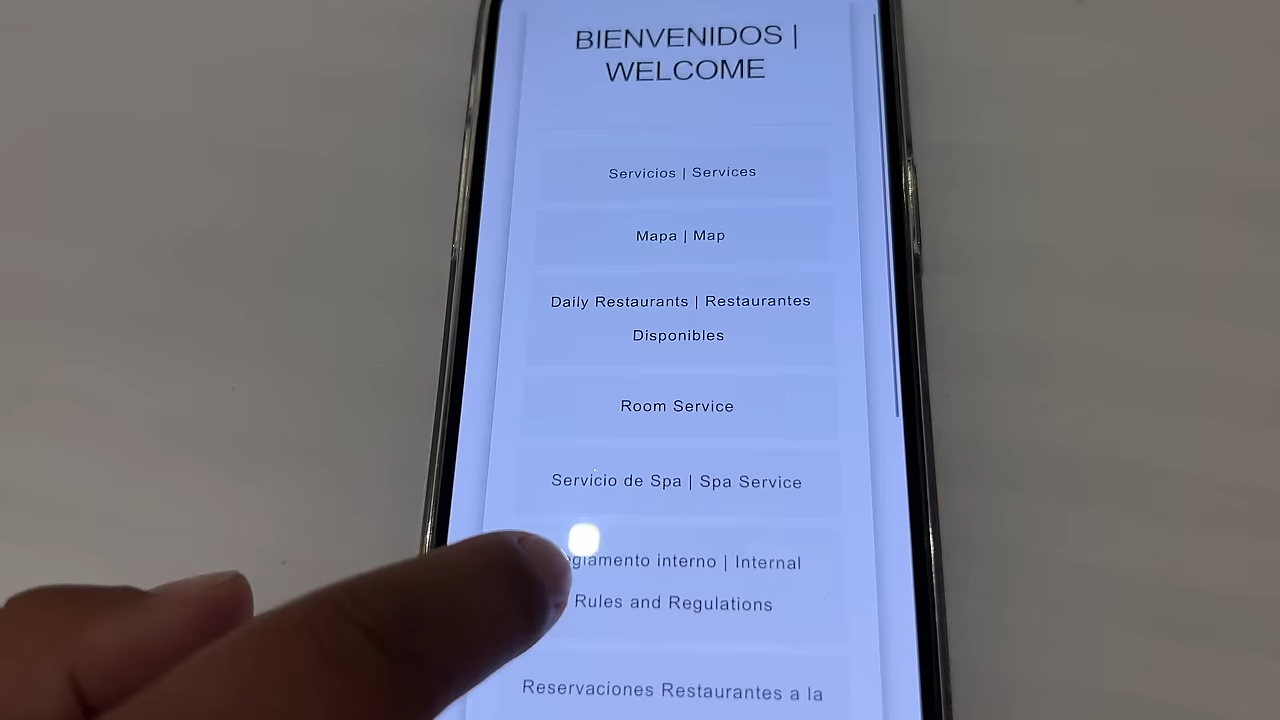 BIENVENIDOS |
WELCOME
Servicios | Services
Mapa | Map
Daily Restaurants | Restaurantes
Disponibles
Room Service
Servicio de Spa | Spa Service
interno | Internal
Rules and Regulations
Reservaciones Restaurantes a la